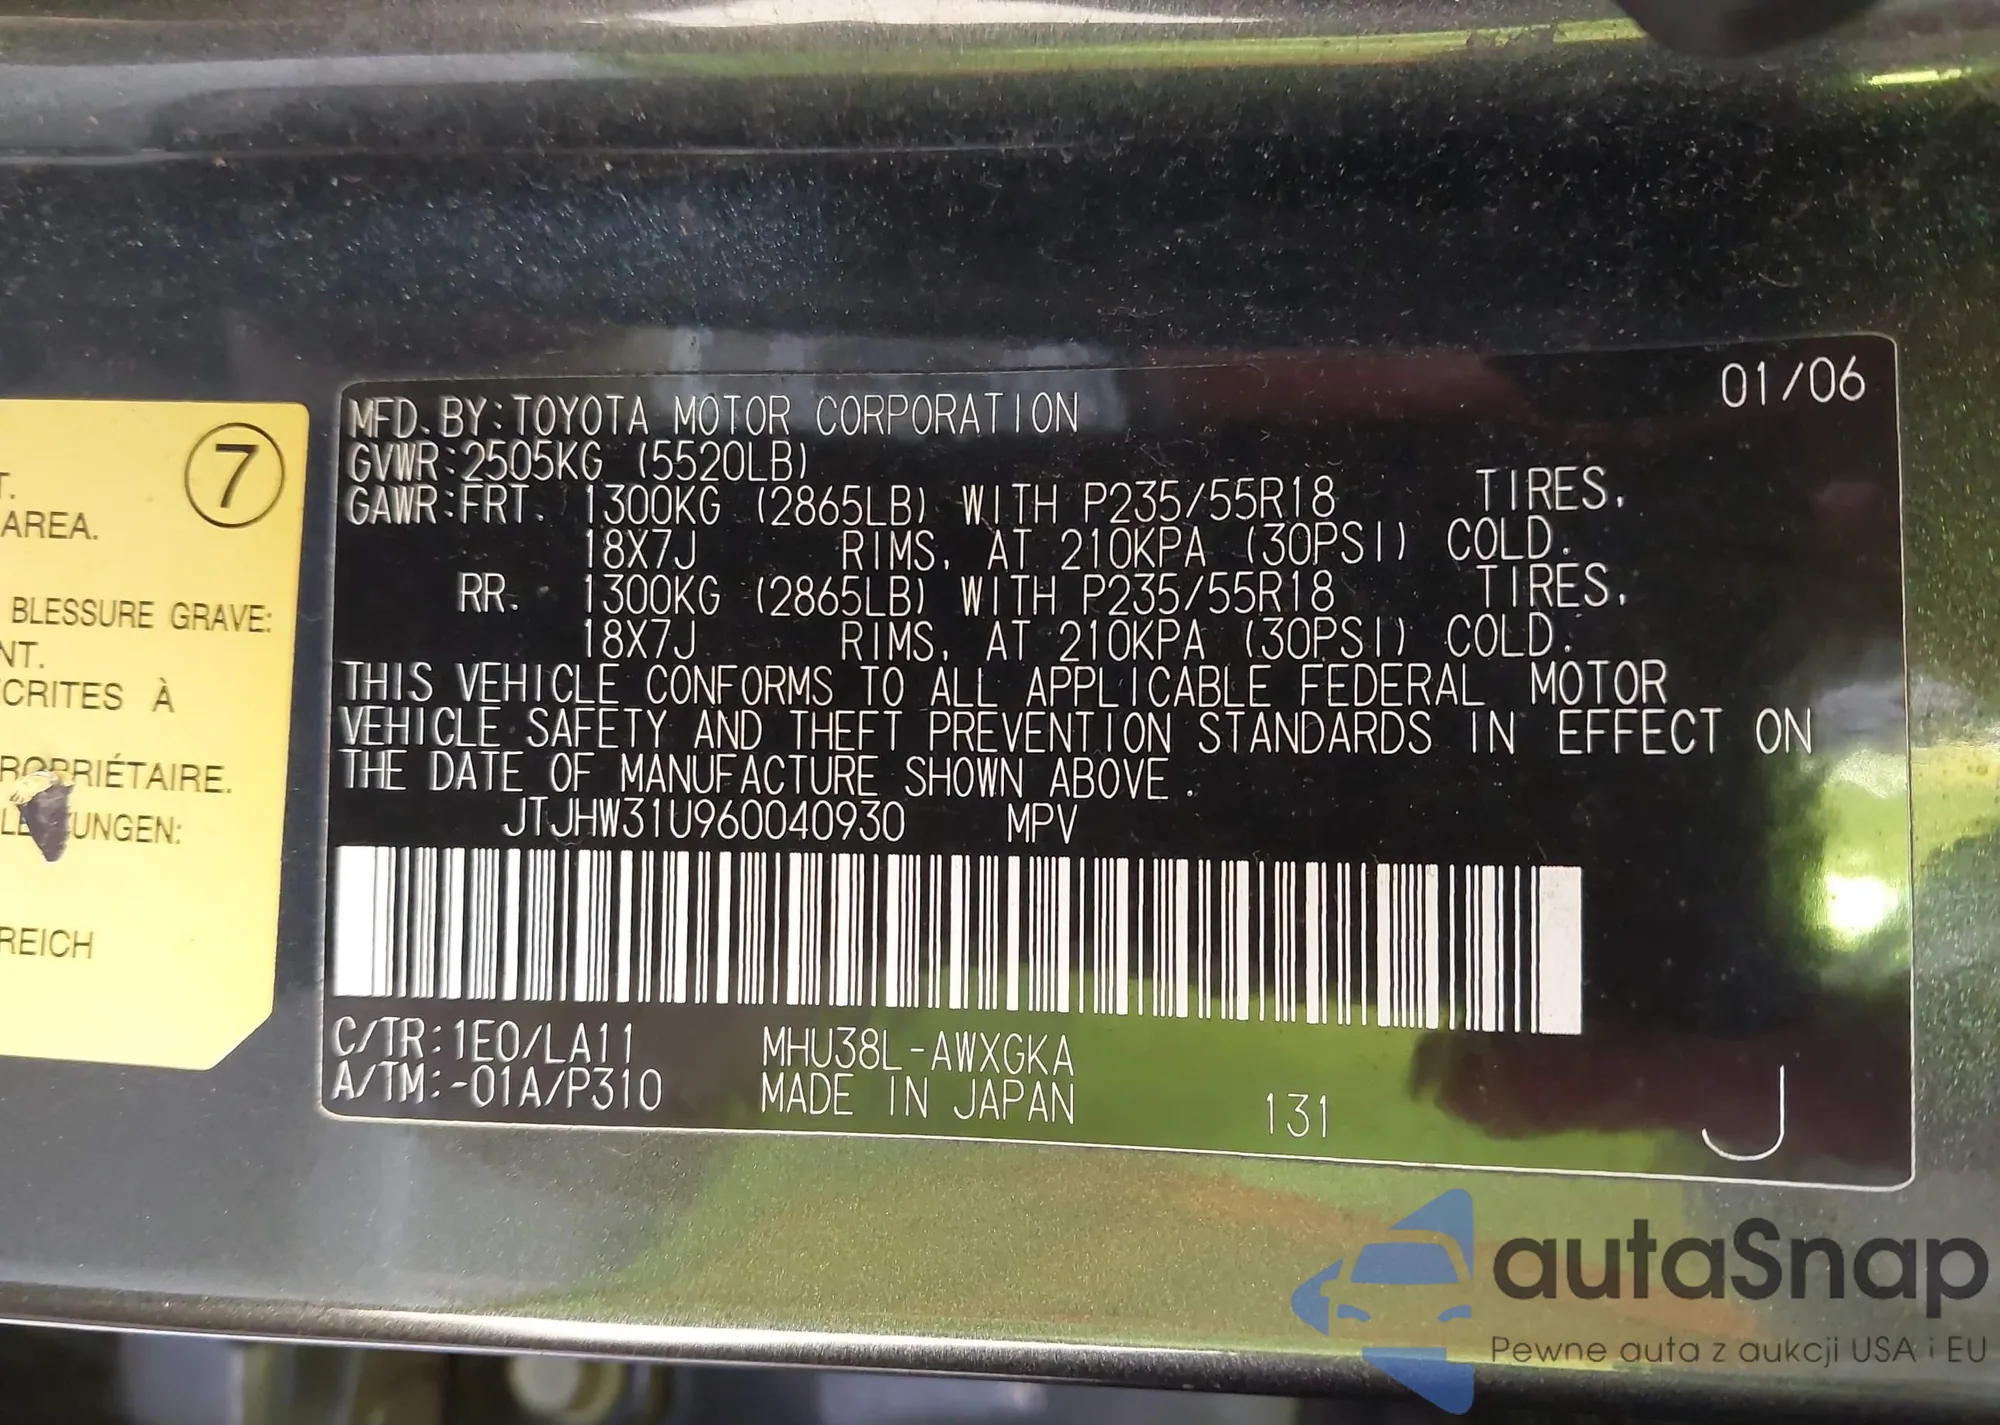 7
T.
AREA.
BLESSURE GRAVE:
NT.
CRITES À
ROPRIÉTAIRE.
UNGEN:
REICH
01/06
MFD. BY:TOYOTA MOTOR CORPORATION
GVWR:2505KG (5520LB)
GAWR:FRT. 1300KG (2865LB) WITH P235/55R18 TIRES,
18X7J RIMS, AT 210KPA (30PSI) COLD.
RR. 1300KG (2865LB) WITH P235/55R18 TIRES,
18X7J RIMS, AT 210KPA (30PSI) COLD.
THIS VEHICLE CONFORMS TO ALL APPLICABLE FEDERAL MOTOR
VEHICLE SAFETY AND THEFT PREVENTION STANDARDS IN EFFECT ON
THE DATE OF MANUFACTURE SHOWN ABOVE.
JTJHW31U960040930 MPV
C/TR:1E0/LA11 MHU38L-AWXGKA
A/TM:-01A/P310 MADE IN JAPAN 131 J
autaSnap
Pewne auta z aukcji USA i EU